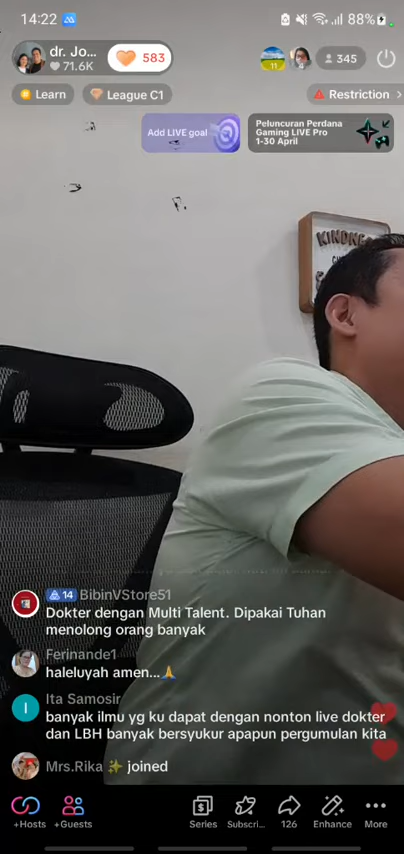 14:22
88%
dr. Jo...
71.6K
583
345
Learn
League C1
Restriction
Add LIVE goal
Peluncuran Perdana
Gaming LIVE Pro
1-30 April
KINDNESS
14 BibinVStore51
Dokter dengan Multi Talent. Dipakai Tuhan
menolong orang banyak
Ferinande1
haleluyah amen...🙏
I
Ita Samosir
banyak ilmu yg ku dapat dengan nonton live dokter
dan LBH banyak bersyukur apapun pergumulan kita
Mrs.Rika ✨ joined
+Hosts
+Guests
Series
Subscri...
126
Enhance
More